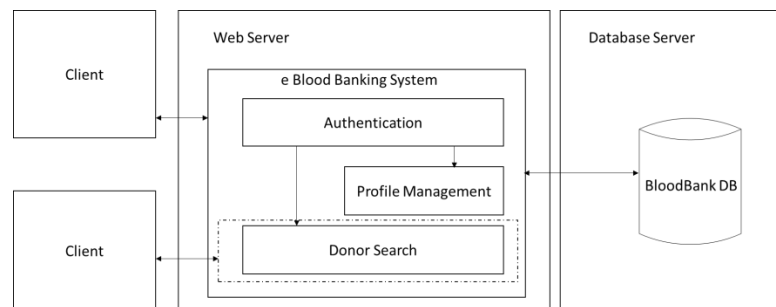 Web Server
Database Server
Client
e Blood Banking System
Authentication
Profile Management
BloodBank DB
Client
Donor Search